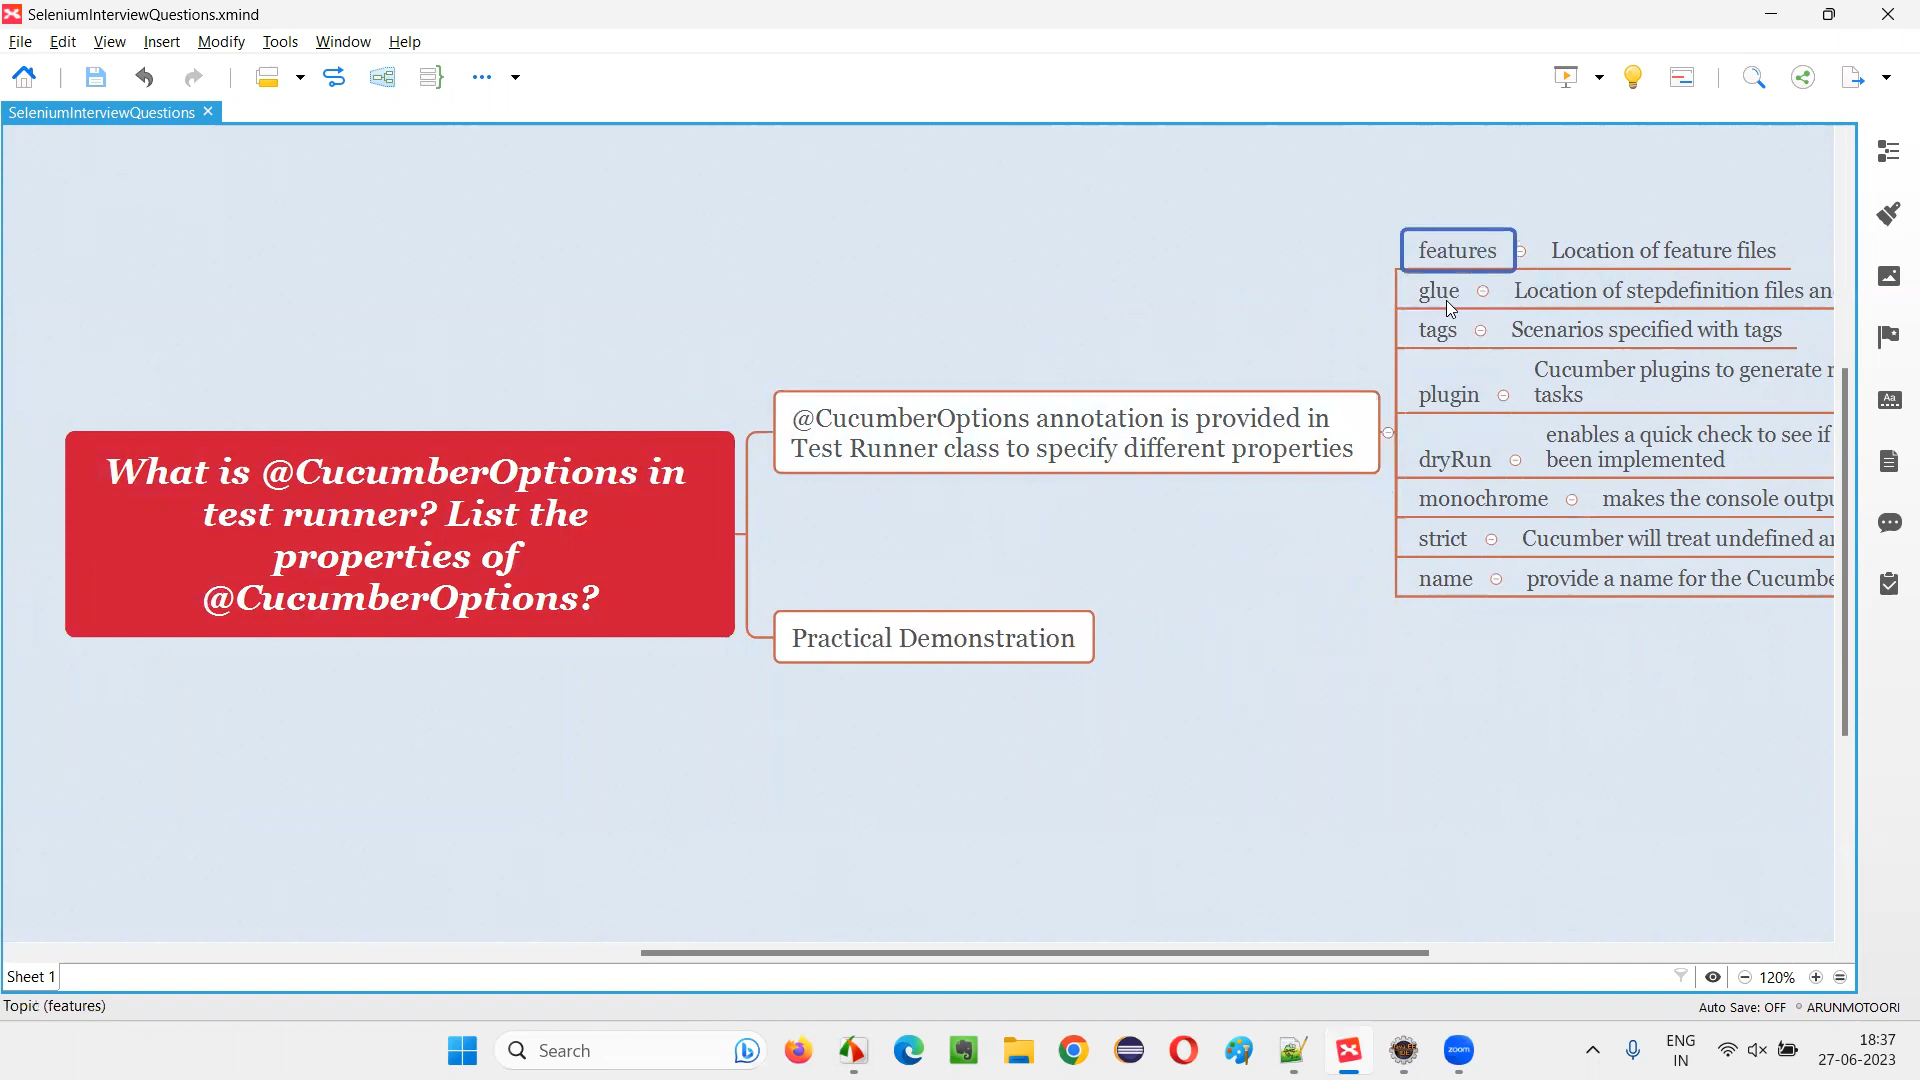 SeleniumInterviewQuestions.xmind
File Edit View Insert Modify Tools Window Help
SeleniumInterviewQuestions
features Location of feature files
glue Location of stepdefinition files an
tags Scenarios specified with tags
Cucumber plugins to generate r
plugin tasks
enables a quick check to see if
dryRun been implemented
monochrome makes the console outpu
strict Cucumber will treat undefined a
name provide a name for the Cucumbe
@CucumberOptions annotation is provided in
Test Runner class to specify different properties
What is @CucumberOptions in
test runner? List the
properties of
@CucumberOptions?
Practical Demonstration
Sheet 1
120%
Topic (features)
Auto Save: OFF ARUNMOTOORI
Search
zoom
ENG
IN
18:37
27-06-2023